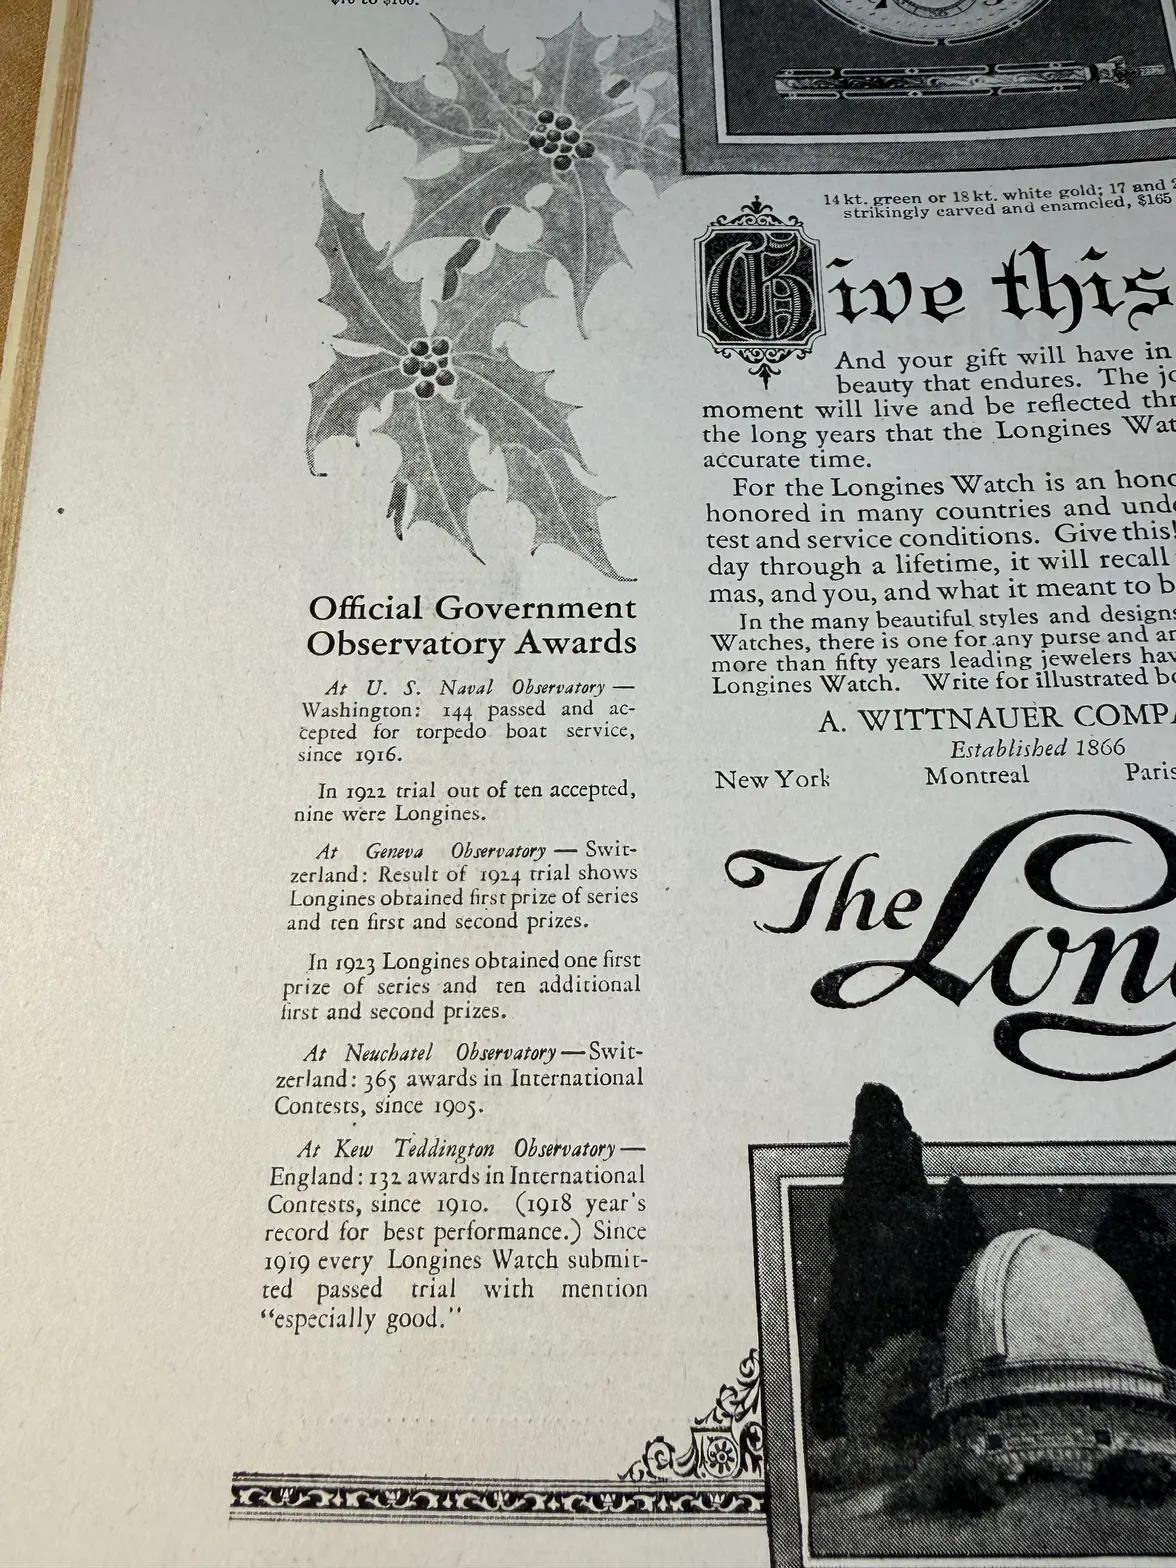 $70 to $100.
14 kt. green or 18 kt. white gold; 17 and
strikingly carved and enameled, $165
Give this
And your gift will have in
beauty that endures. The
moment will live and be reflected
the long years that the Longines
accurate time.
For the Longines Watch is an
honored in many countries and
test and service conditions. Give this!
day through a lifetime, it will recall
mas, and you, and what it meant to
In the many beautiful styles and designs
Watches, there is one for any purse and
more than fifty years leading jewelers
Longines Watch. Write for illustrated
A. WITTNAUER
Established 1866
New York Montreal Paris
The
Official Government
Observatory Awards
At U. S. Naval Observatory —
Washington: 144 passed and ac-
cepted for torpedo boat service,
since 1916.
In 1922 trial out of ten accepted,
nine were Longines.
At Geneva Observatory — Swit-
zerland: Result of 1924 trial shows
Longines obtained first prize of series
and ten first and second prizes.
In 1923 Longines obtained one first
prize of series and ten additional
first and second prizes.
At Neuchatel Observatory — Swit-
zerland: 365 awards in International
Contests, since 1905.
At Kew Teddington Observatory —
England: 132 awards in International
Contests, since 1910. (1918 year's
record for best performance.) Since
1919 every Longines Watch submit-
ted passed trial with mention
"especially good."